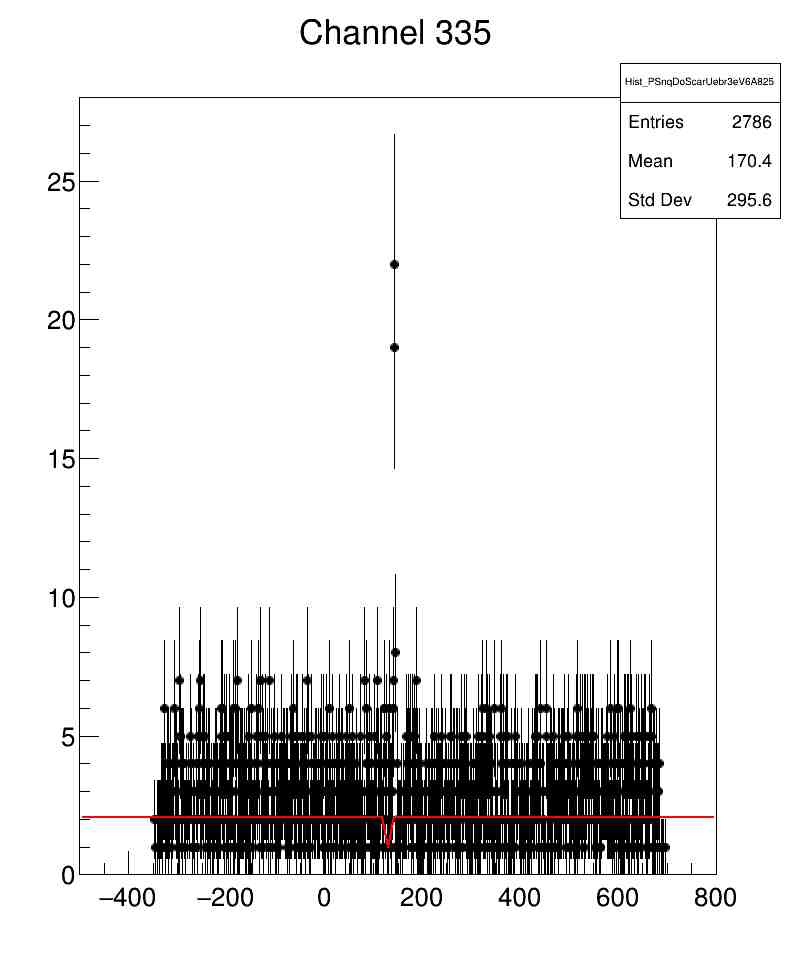 Channel 335
Hist_PSnqDoScarUebr3eV6A825
Entries 2786
Mean 170.4
Std Dev 295.6
25
20
15
10
5
0
−400 −200 0 200 400 600 800